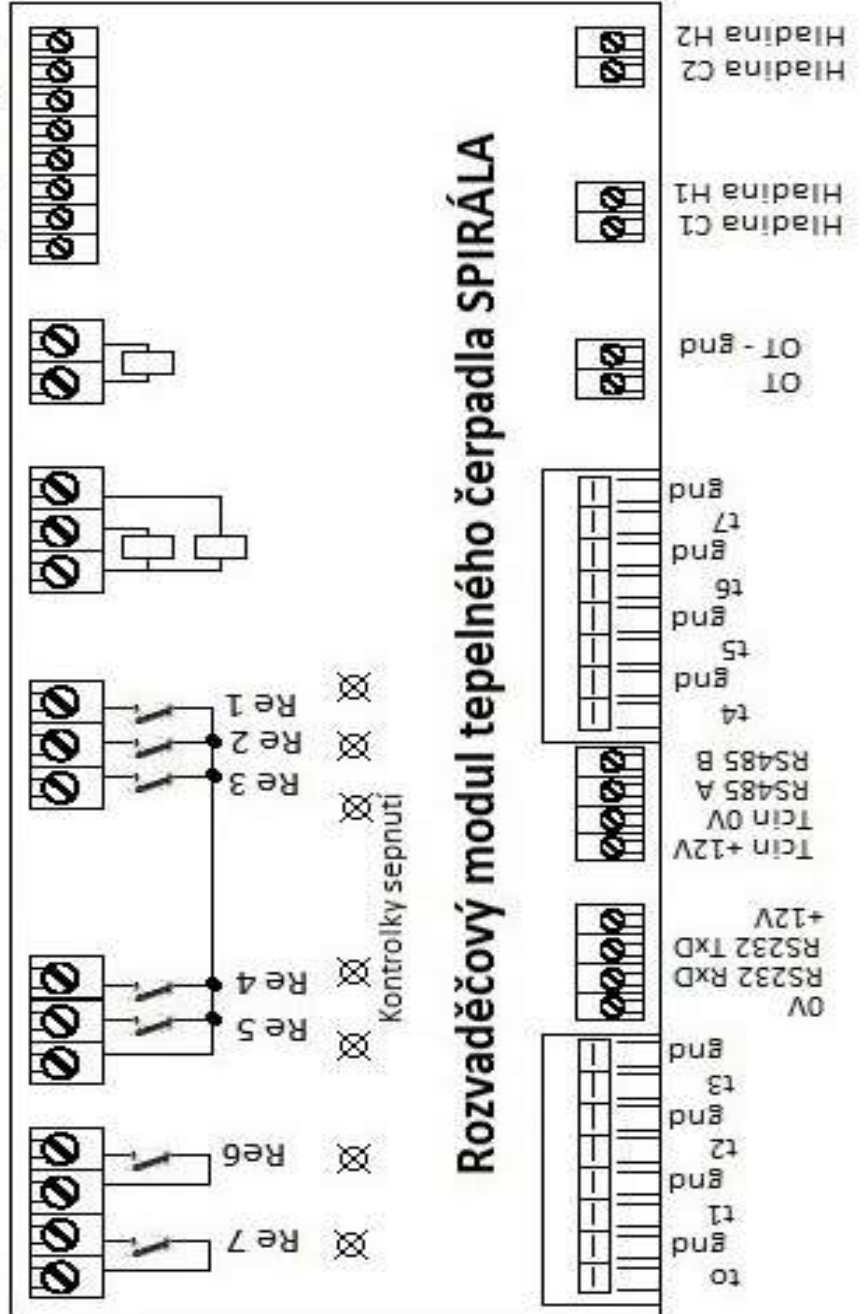 Hladina H2
Hladina C2
Hladina H1
Hladina C1
OT - gnd
OT
gnd
t7
gnd
t6
gnd
t5
gnd
t4
RS485 B
RS485 A
Tcin 0V
Tcin +12V
+12V
RS232 TxD
RS232 RxD
0V
gnd
t3
gnd
t2
gnd
t1
gnd
to
Rozvaděčový modul tepelného čerpadla SPIRÁLA
Kontrolky sepnutí
Re 1
Re 2
Re 3
Re 4
Re 5
Re6
Re 7